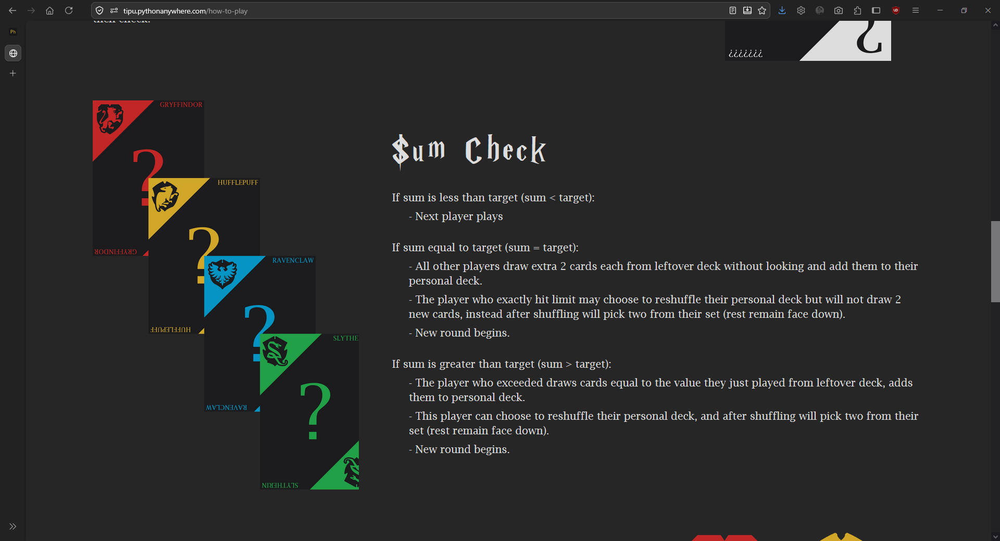 tipu.pythonanywhere.com/how-to-play
Ph
their check.
¿¿¿¿¿¿¿
GRYFFINDOR
?
GRYFFINDOR
HUFFLEPUFF
?
HUFFLEPUFF
RAVENCLAW
?
RAVENCLAW
SLYTHE
?
SLYTHERIN
$um Check
If sum is less than target (sum < target):
- Next player plays
If sum equal to target (sum = target):
- All other players draw extra 2 cards each from leftover deck without looking and add them to their
personal deck.
- The player who exactly hit limit may choose to reshuffle their personal deck but will not draw 2
new cards, instead after shuffling will pick two from their set (rest remain face down).
- New round begins.
If sum is greater than target (sum > target):
- The player who exceeded draws cards equal to the value they just played from leftover deck, adds
them to personal deck.
- This player can choose to reshuffle their personal deck, and after shuffling will pick two from their
set (rest remain face down).
- New round begins.